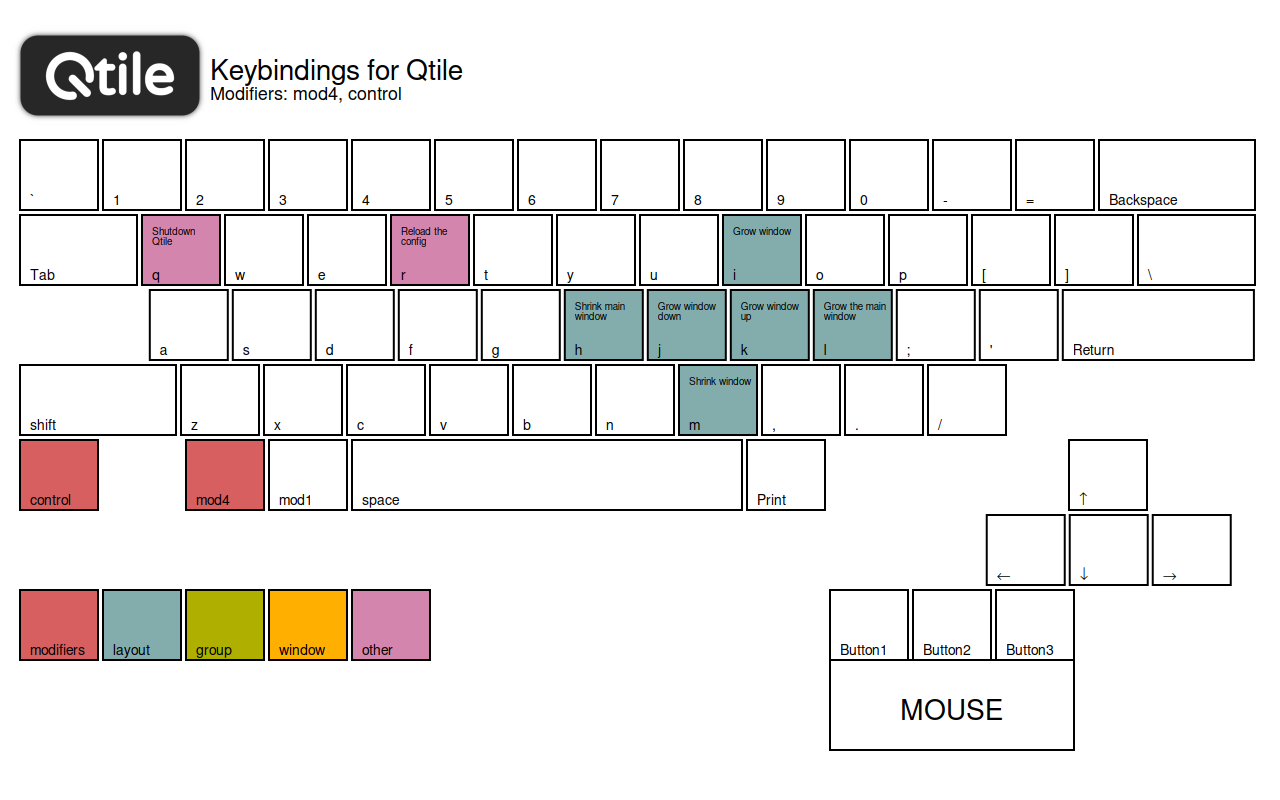 Qtile
Keybindings for Qtile
Modifiers: mod4, control
` 1 2 3 4 5 6 7 8 9 0 - = Backspace
Shutdown Qtile
Reload the config
Grow window
Tab q w e r t y u i o p [ ] \
Shrink main window
Grow window down
Grow window up
Grow the main window
a s d f g h j k l ; ' Return
Shrink window
shift z x c v b n m , . /
control mod4 mod1 space Print ↑
← ↓ →
modifiers layout group window other Button1 Button2 Button3
MOUSE